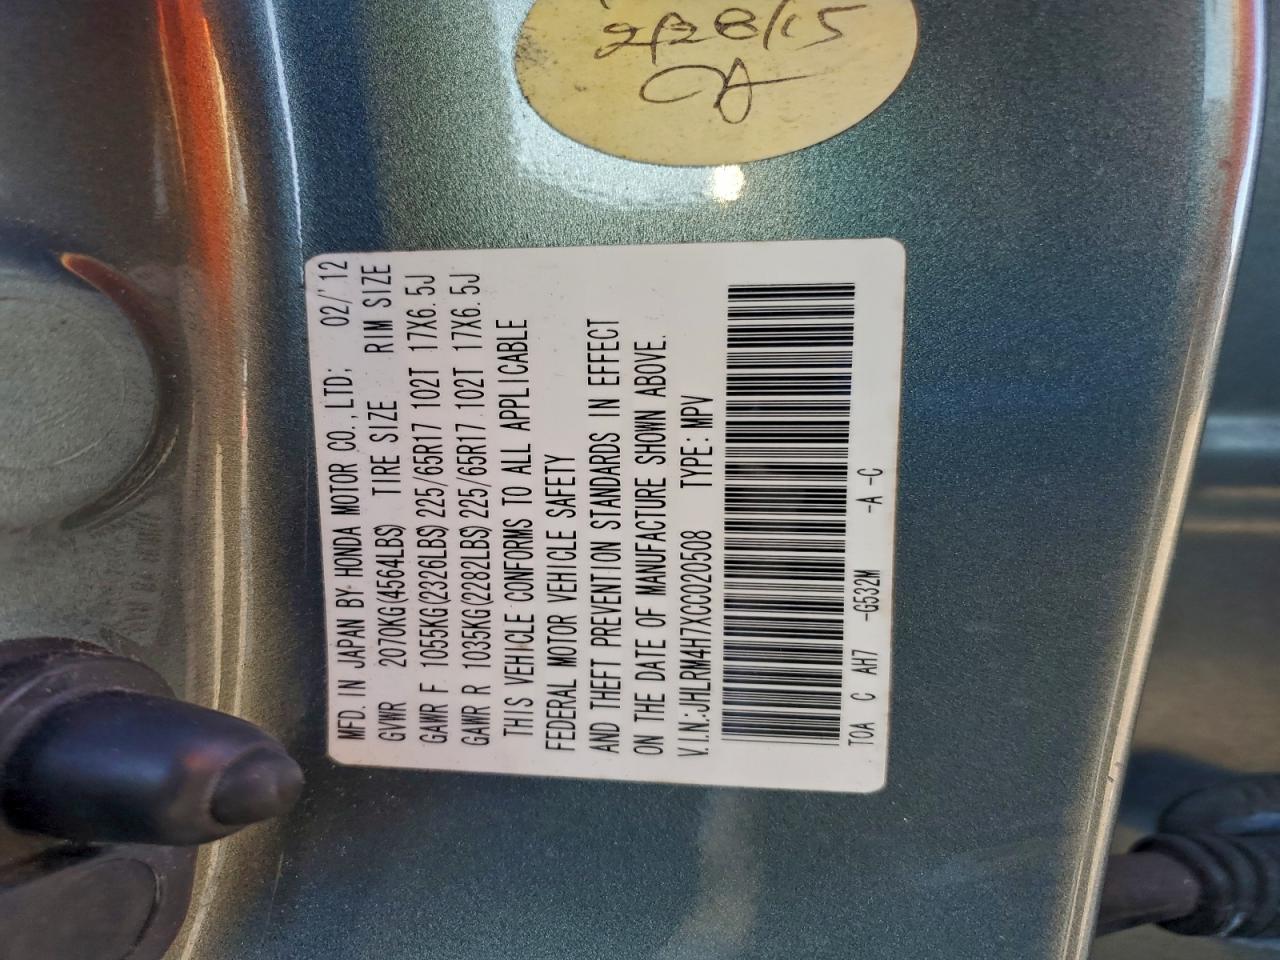 2/28/15
MFD. IN JAPAN BY HONDA MOTOR CO.,LTD: 02/'12
GVWR 2070KG(4564LBS) TIRE SIZE RIM SIZE
GAWR F 1055KG(2326LBS)225/65R17 102T 17X6.5J
GAWR R 1035KG(2282LBS)225/65R17 102T 17X6.5J
THIS VEHICLE CONFORMS TO ALL APPLICABLE
FEDERAL MOTOR VEHICLE SAFETY
AND THEFT PREVENTION STANDARDS IN EFFECT
ON THE DATE OF MANUFACTURE SHOWN ABOVE.
V.I.N.:JHLRM4H7XCC020508 TYPE: MPV
TOA C AH7 -G532M -A -C